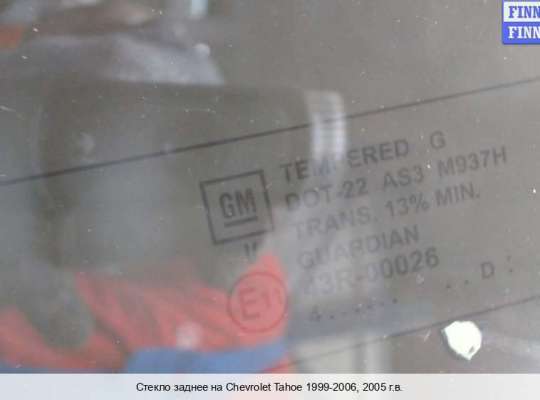 FINN
FINN
TEMPERED G
GM
DOT-22 AS3 M937H
TRANS. 13% MIN.
GUARDIAN
43R-00026
Стекло заднее на Chevrolet Tahoe 1999-2006, 2005 г.в.